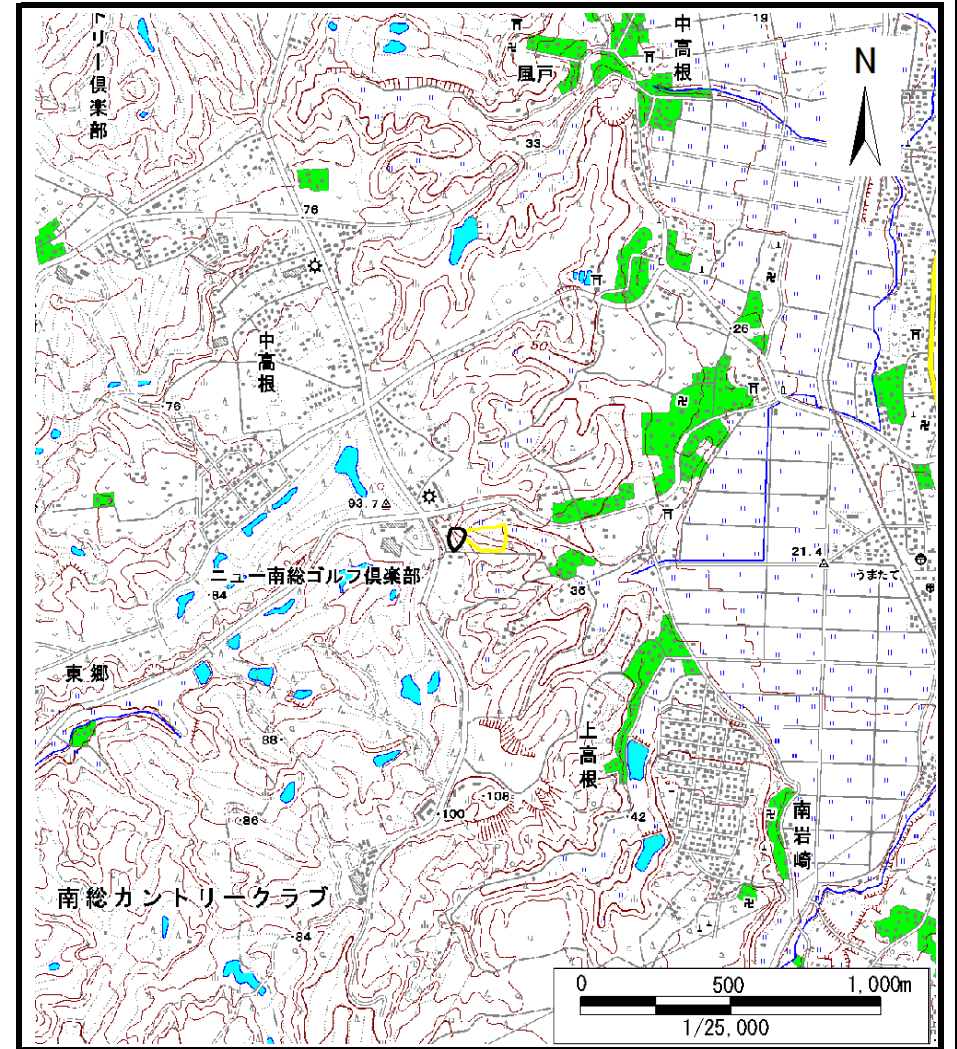 トリー倶楽部
19
中高根
風戸
N
33
76
50
26
中高根
76
93.7
21.4
うまたて
ニュー南総ゴルフ倶楽部
84
36
東郷
88
上高根
108
100
42
86
南岩崎
南総カントリークラブ
84
0 500 1,000m
1/25,000